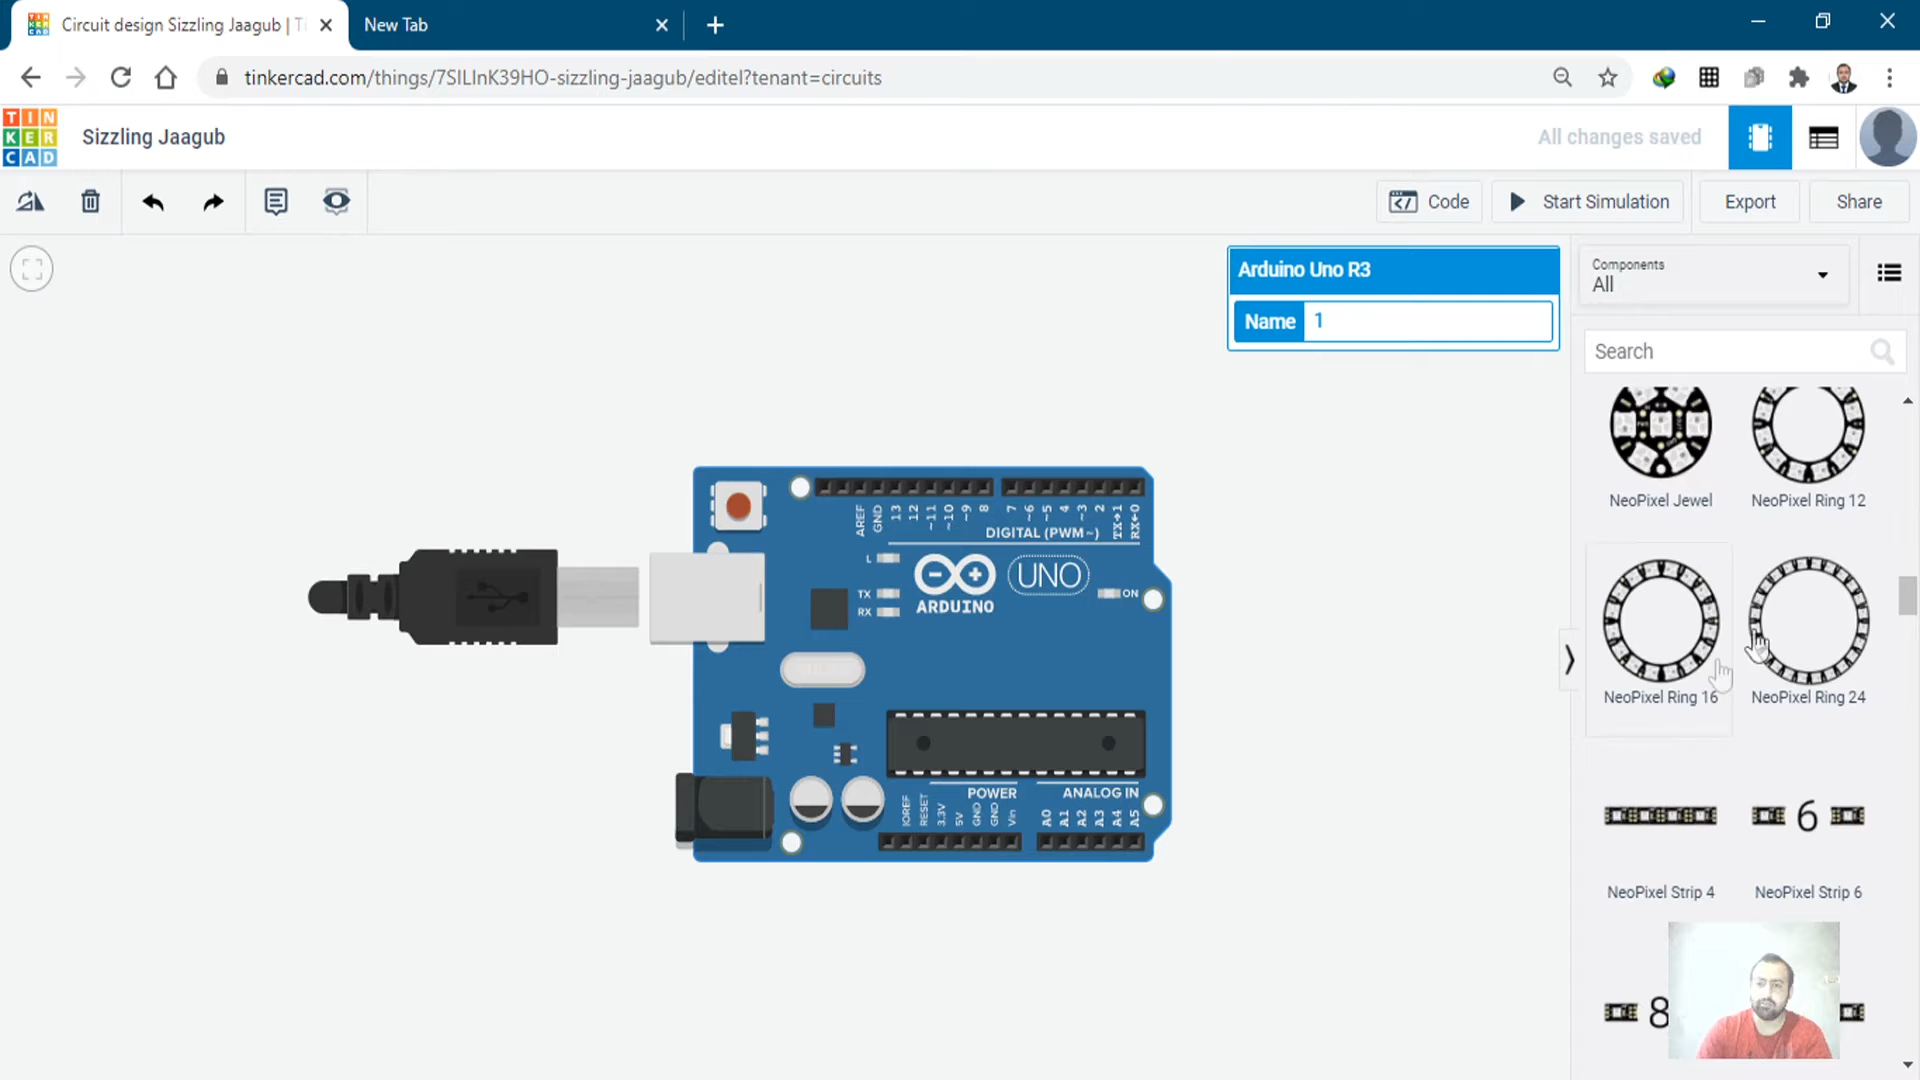 Circuit design Sizzling Jaagub | Ti
New Tab
tinkercad.com/things/7SILlnK39HO-sizzling-jaagub/editel?tenant=circuits
TIN
KER
CAD
Sizzling Jaagub
All changes saved
Code
Start Simulation
Export
Share
Arduino Uno R3
Name 1
Components
All
Search
NeoPixel Jewel
NeoPixel Ring 12
NeoPixel Ring 16
NeoPixel Ring 24
6
NeoPixel Strip 4
NeoPixel Strip 6
8
AREF
GND
13
12
~11
~10
~9
8
7
~6
~5
4
~3
2
TX→1
RX←0
DIGITAL (PWM~)
L
TX
RX
UNO
ARDUINO
ON
POWER
ANALOG IN
IOREF
RESET
3.3V
5V
GND
GND
Vin
A0
A1
A2
A3
A4
A5